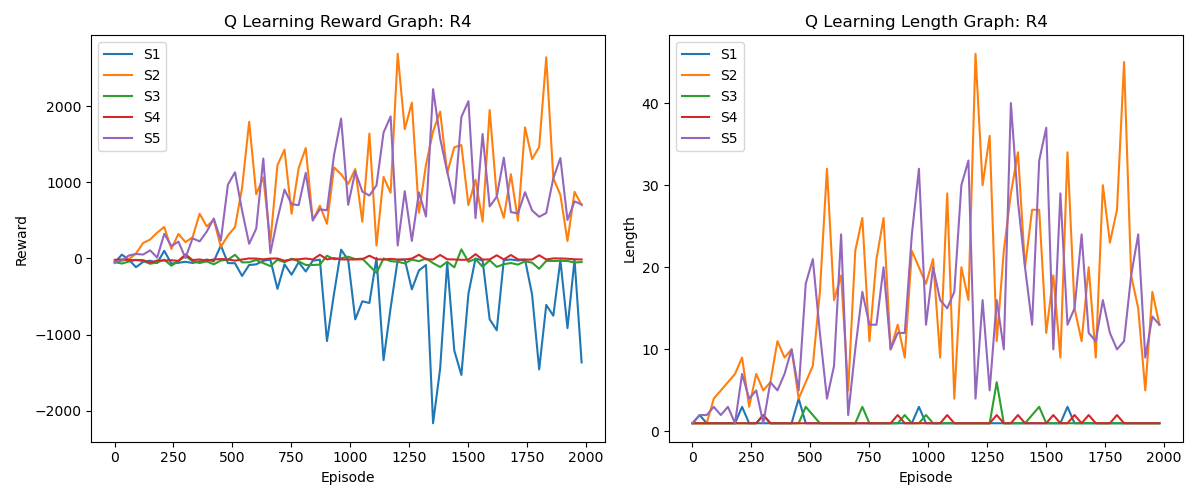 Q Learning Reward Graph: R4
S1
S2
S3
S4
S5
2000
1000
0
−1000
−2000
Reward
0
250
500
750
1000
1250
1500
1750
2000
Episode
Q Learning Length Graph: R4
S1
S2
S3
S4
S5
40
30
20
10
0
Length
0
250
500
750
1000
1250
1500
1750
2000
Episode